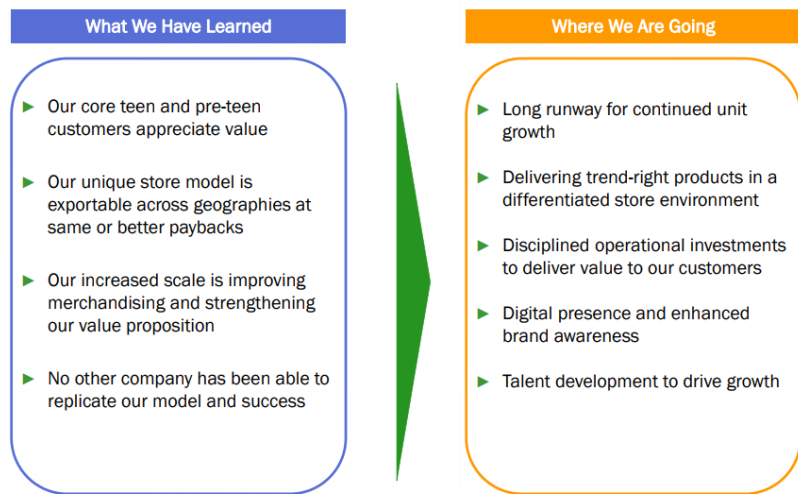 What We Have Learned
Our core teen and pre-teen
customers appreciate value
Our unique store model is
exportable across geographies at
same or better paybacks
Our increased scale is improving
merchandising and strengthening
our value proposition
No other company has been able to
replicate our model and success
Where We Are Going
Long runway for continued unit
growth
Delivering trend-right products in a
differentiated store environment
Disciplined operational investments
to deliver value to our customers
Digital presence and enhanced
brand awareness
Talent development to drive growth